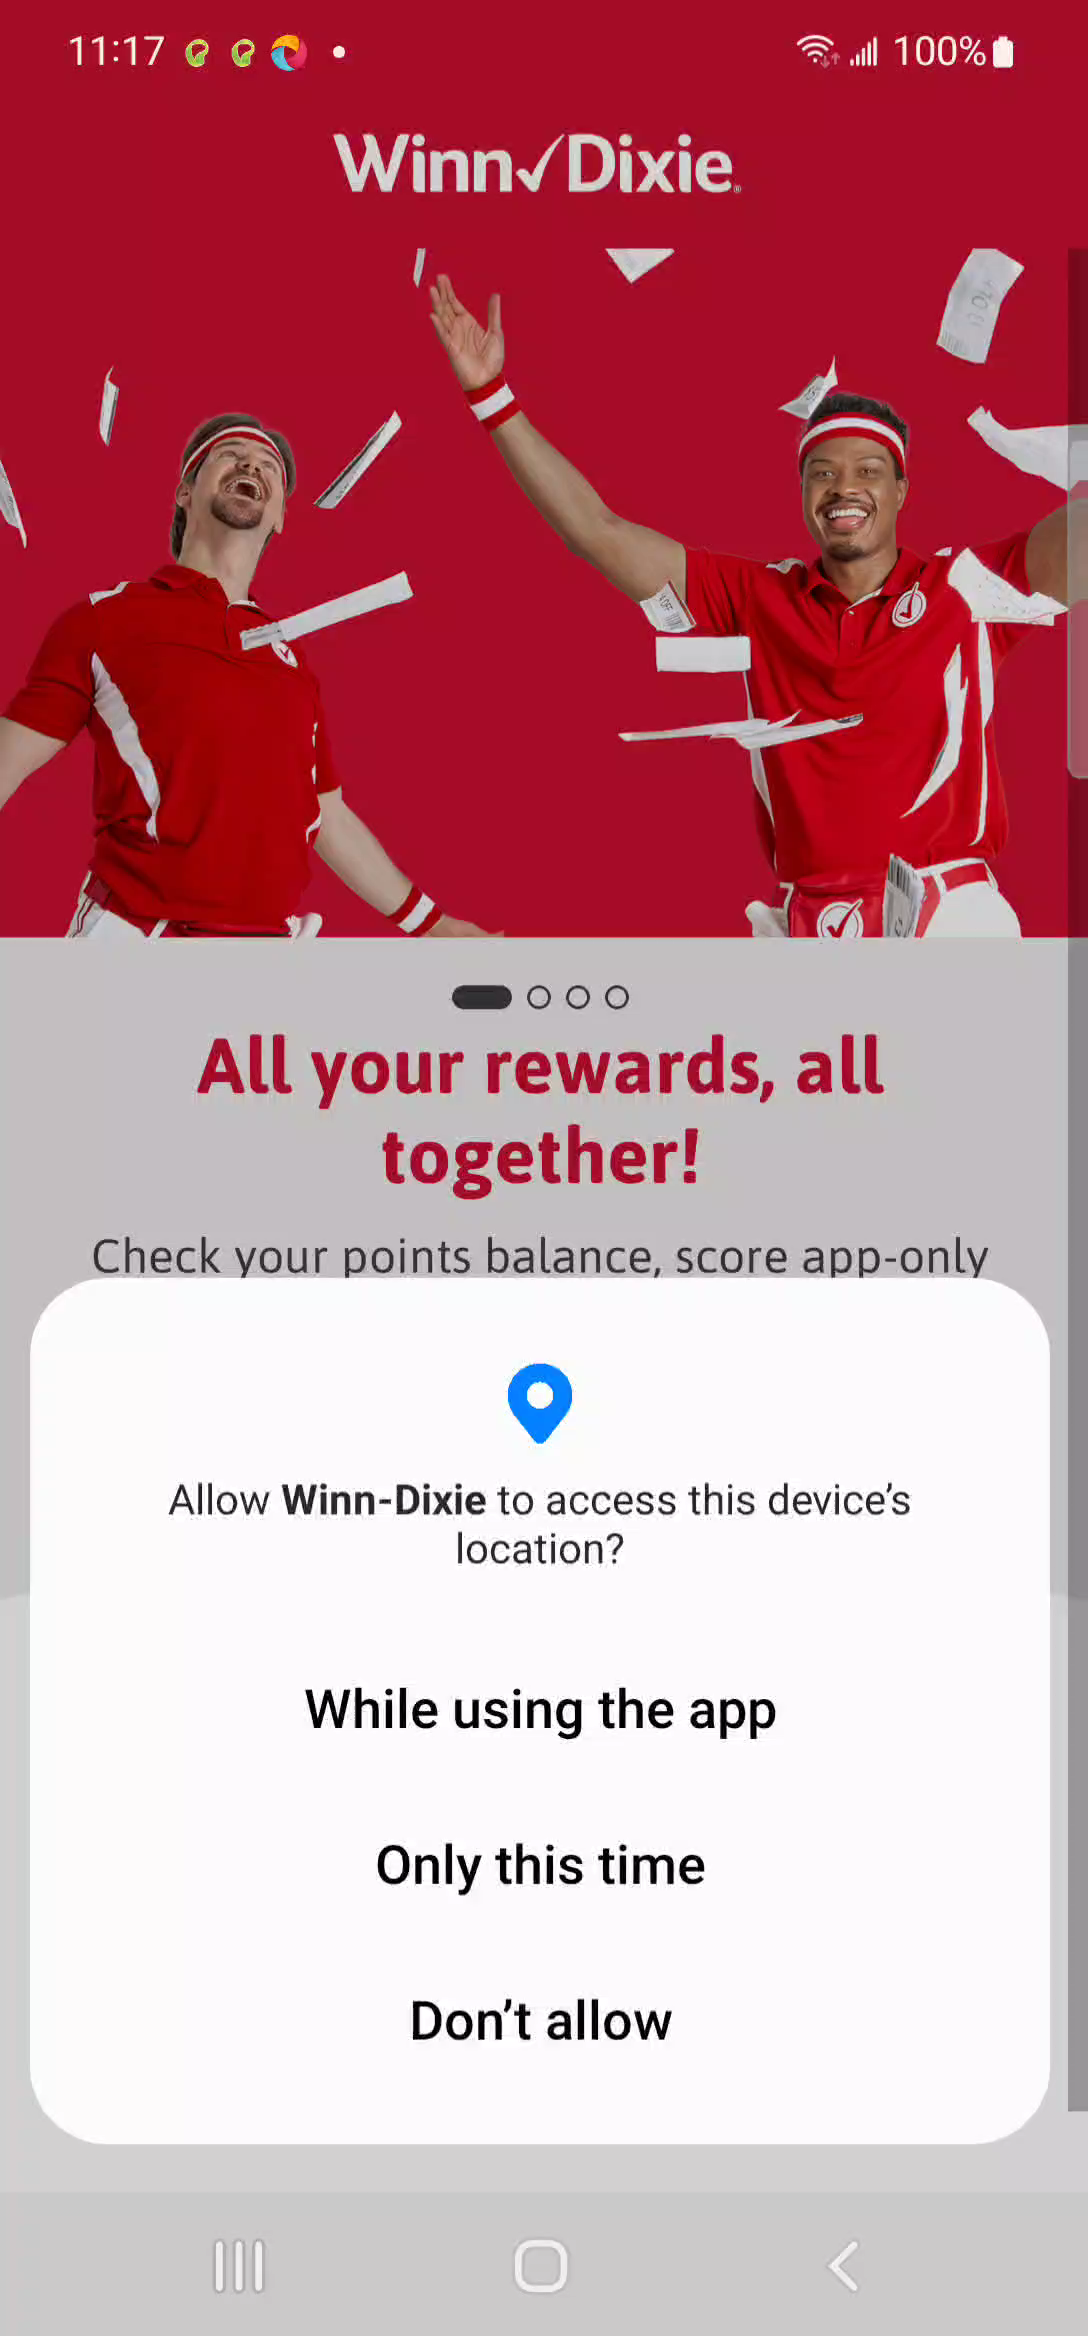 11:17
100%
Winn✓Dixie®
All your rewards, all
together!
Check your points balance, score app-only
Allow Winn-Dixie to access this device’s
location?
While using the app
Only this time
Don’t allow